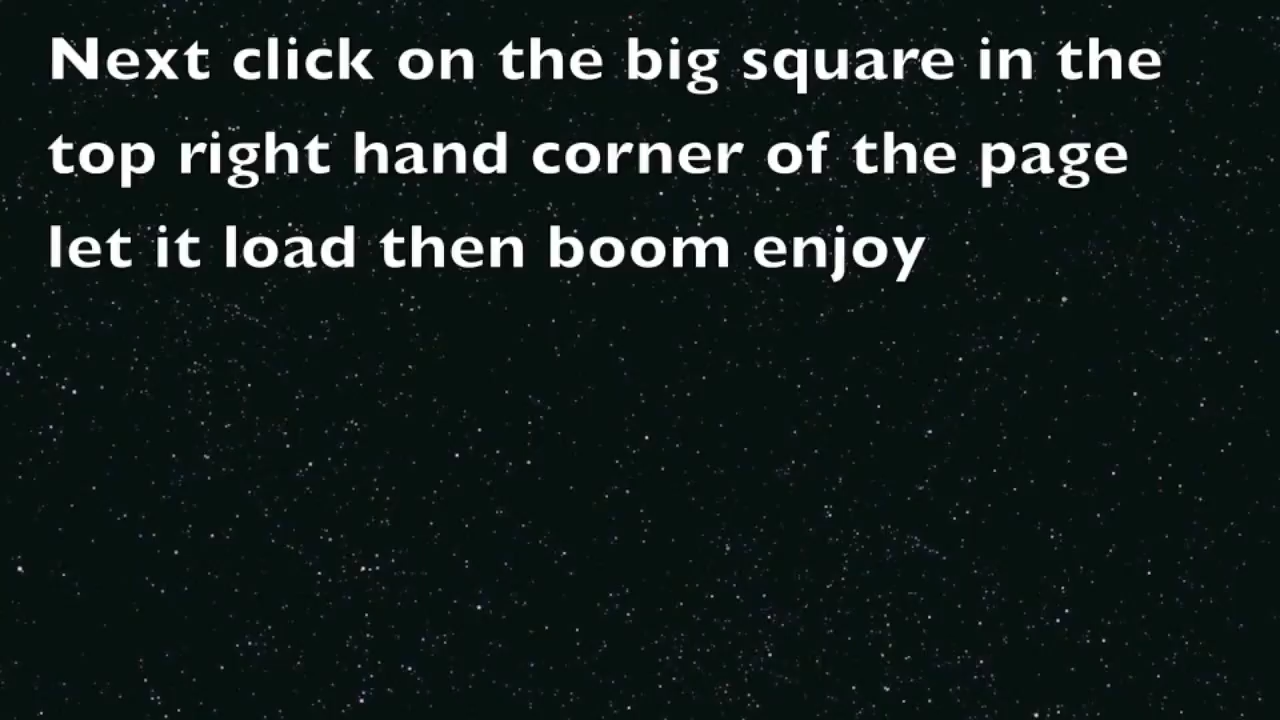 Next click on the big square in the
top right hand corner of the page
let it load then boom enjoy